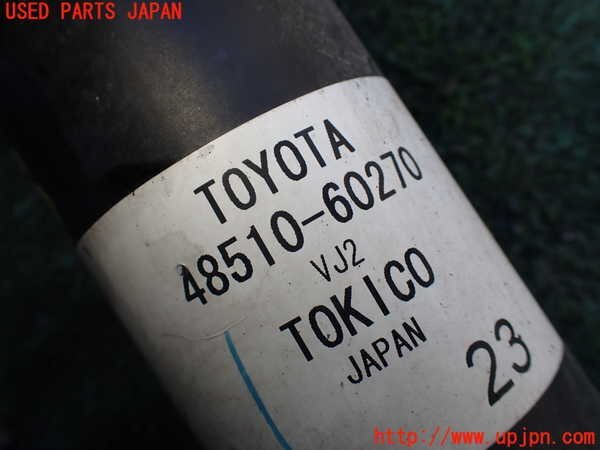 USED PARTS JAPAN
TOYOTA
48510-60270
VJ2
TOKICO
JAPAN
23
http://www.upjpn.com/